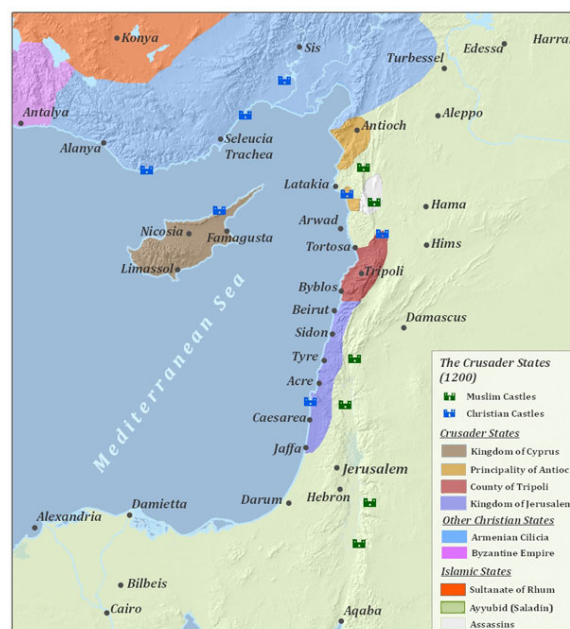 Konya
Sis
Edessa
Harra
Turbessel
Antalya
Aleppo
Antioch
Alanya
Seleucia
Trachea
Latakia
Hama
Arwad
Nicosia
Famagusta
Tortosa
Hims
Limassol
Tripoli
Byblos
Beirut
Damascus
Sidon
Mediterranean Sea
Tyre
Acre
Caesarea
Jaffa
Jerusalem
Hebron
Darum
Damietta
Alexandria
Bilbeis
Cairo
Aqaba
The Crusader States
(1200)
Muslim Castles
Christian Castles
Crusader States
Kingdom of Cyprus
Principality of Antioc
County of Tripoli
Kingdom of Jerusalem
Other Christian States
Armenian Cilicia
Byzantine Empire
Islamic States
Sultanate of Rhum
Ayyubid (Saladin)
Assassins